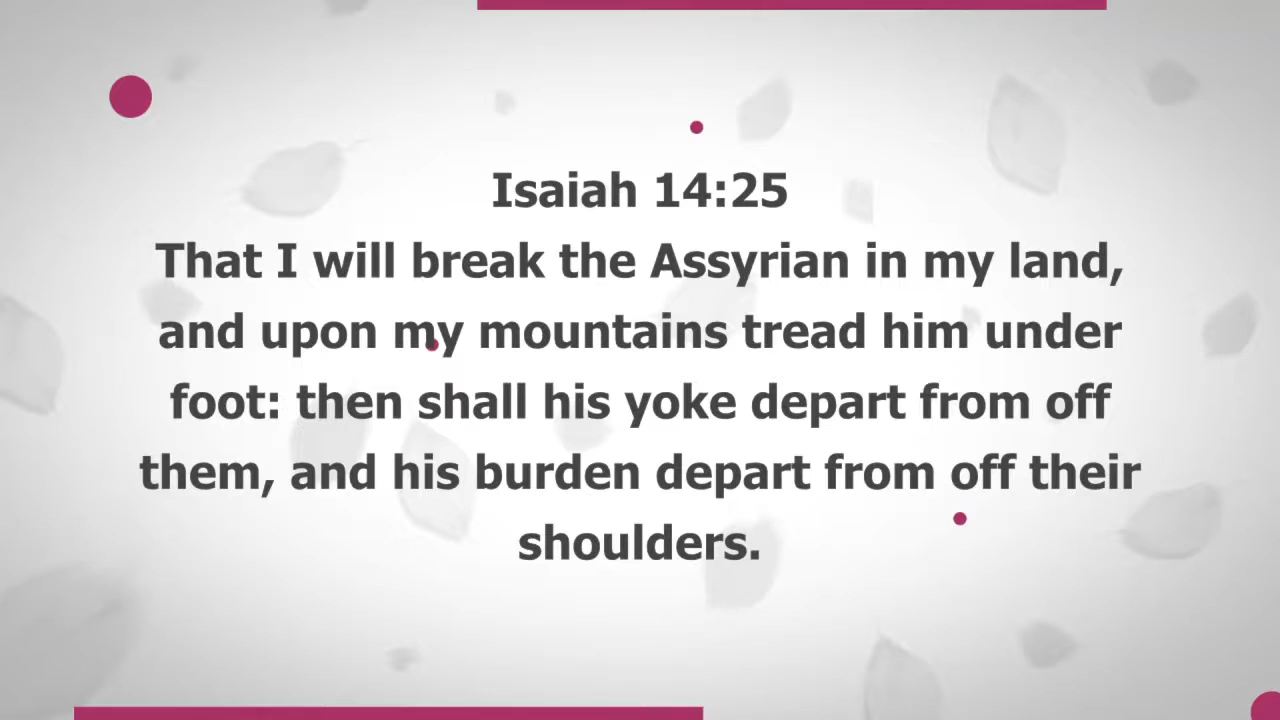 Isaiah 14:25
That I will break the Assyrian in my land,
and upon my mountains tread him under
foot: then shall his yoke depart from off
them, and his burden depart from off their
shoulders.